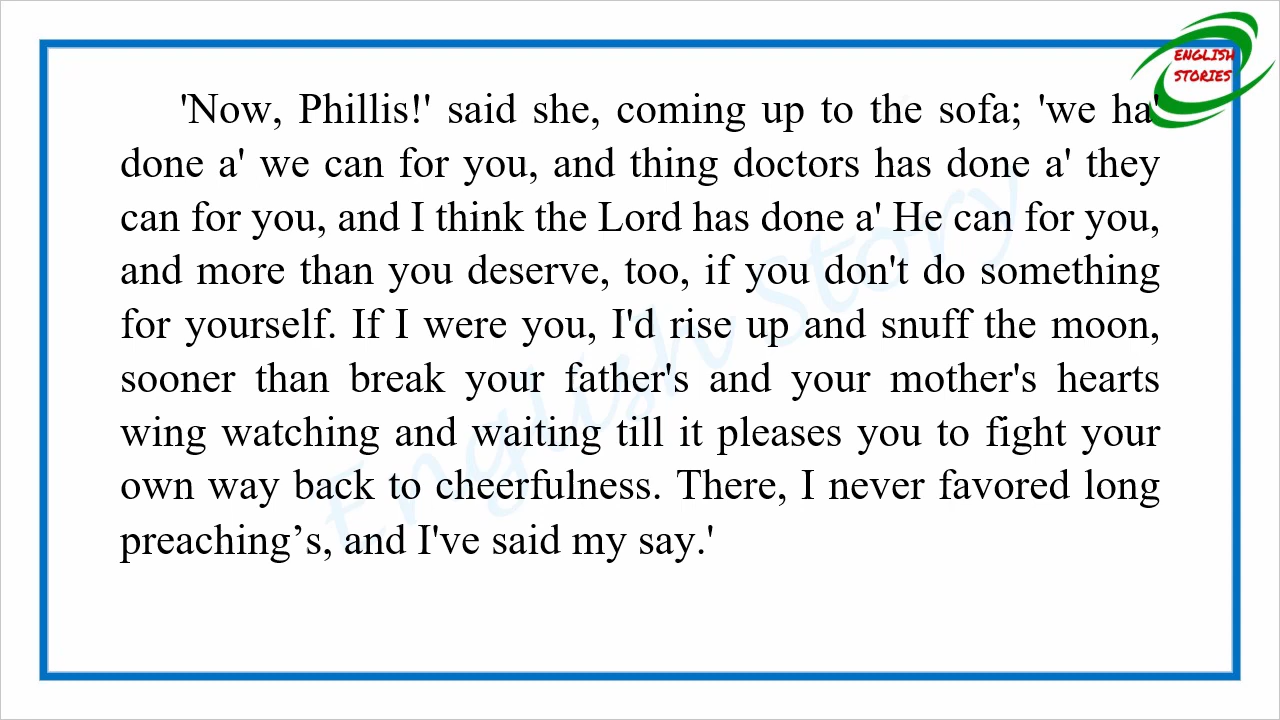 ENGLISH
STORIES
'Now, Phillis!' said she, coming up to the sofa; 'we ha'
done a' we can for you, and thing doctors has done a' they
can for you, and I think the Lord has done a' He can for you,
and more than you deserve, too, if you don't do something
for yourself. If I were you, I'd rise up and snuff the moon,
sooner than break your father's and your mother's hearts
wing watching and waiting till it pleases you to fight your
own way back to cheerfulness. There, I never favored long
preaching’s, and I've said my say.'
English Story